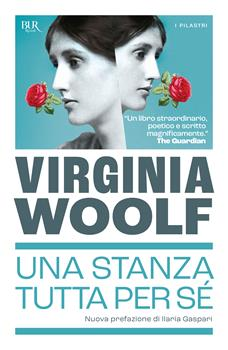 BUR
I PILASTRI
"Un libro straordinario,
poetico e scritto
magnificamente."
The Guardian
VIRGINIA
WOOLF
UNA STANZA
TUTTA PER SÉ
Nuova prefazione di Ilaria Gaspari